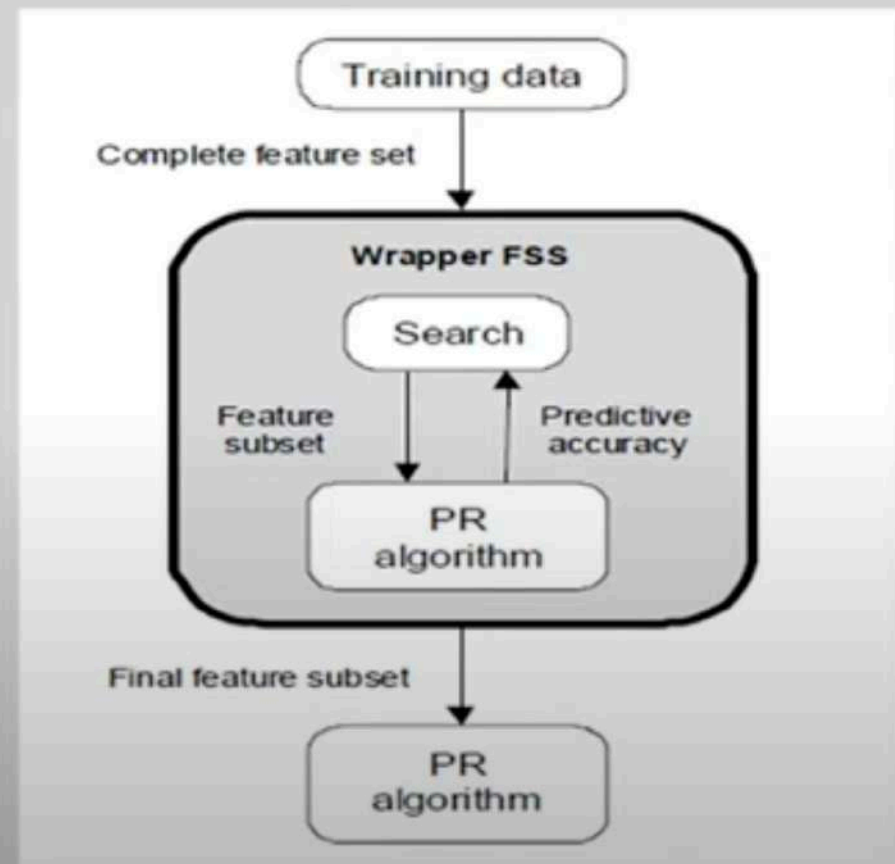 Training data
Complete feature set
Wrapper FSS
Search
Feature
subset
Predictive
accuracy
PR
algorithm
Final feature subset
PR
algorithm